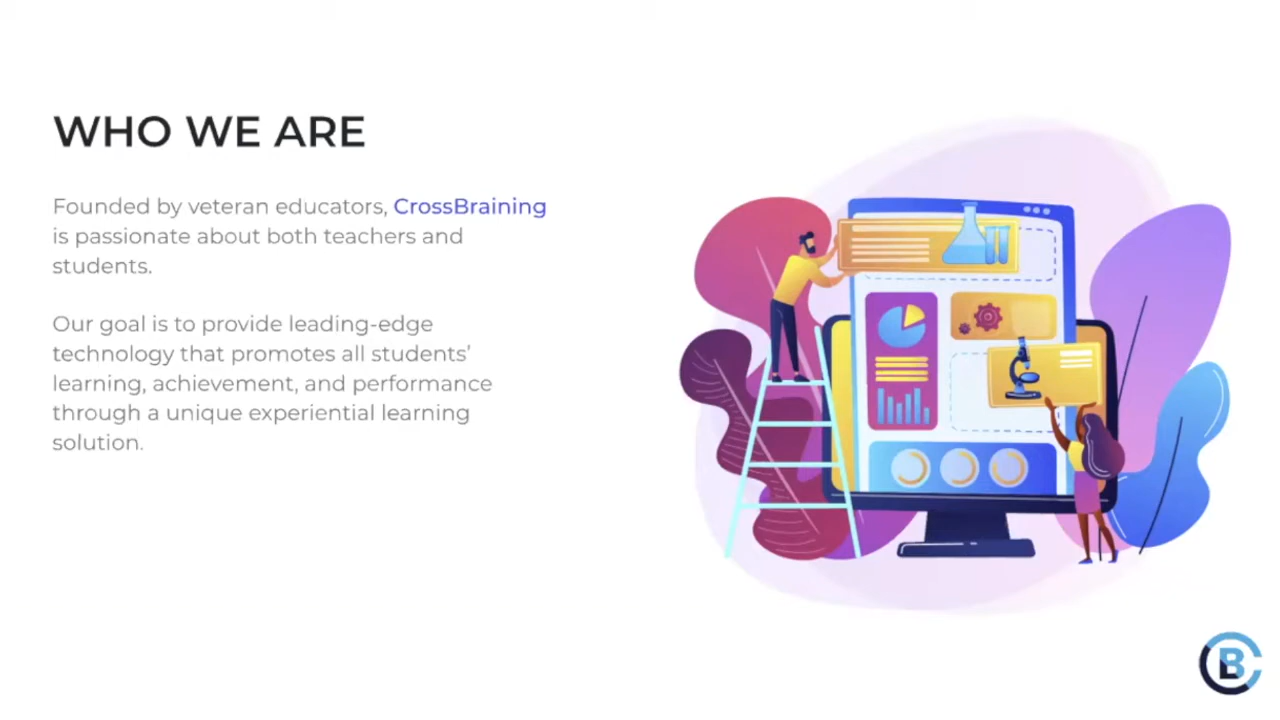 WHO WE ARE
Founded by veteran educators, CrossBraining
is passionate about both teachers and
students.
Our goal is to provide leading-edge
technology that promotes all students’
learning, achievement, and performance
through a unique experiential learning
solution.
CB